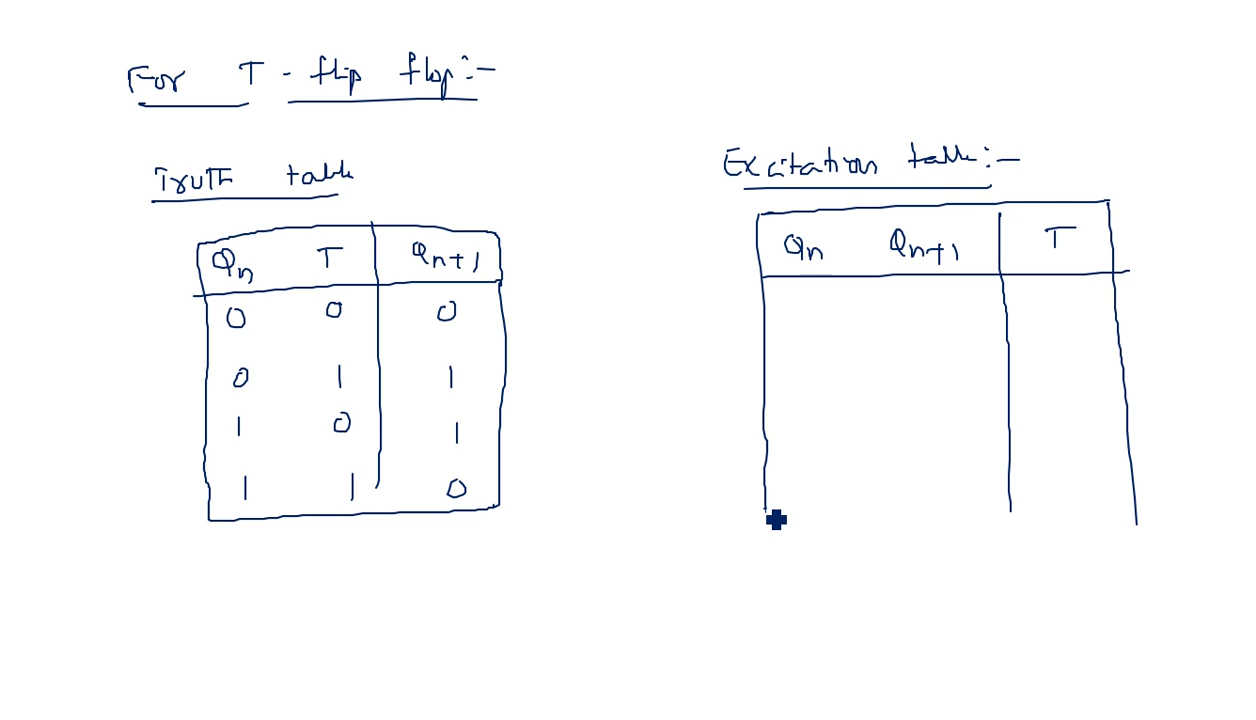 For T - flip flop:-
Truth table
Excitation table:-
Qn T Qn+1
0 0 0
0 1 1
1 0 1
1 1 0
Qn Qn+1 T